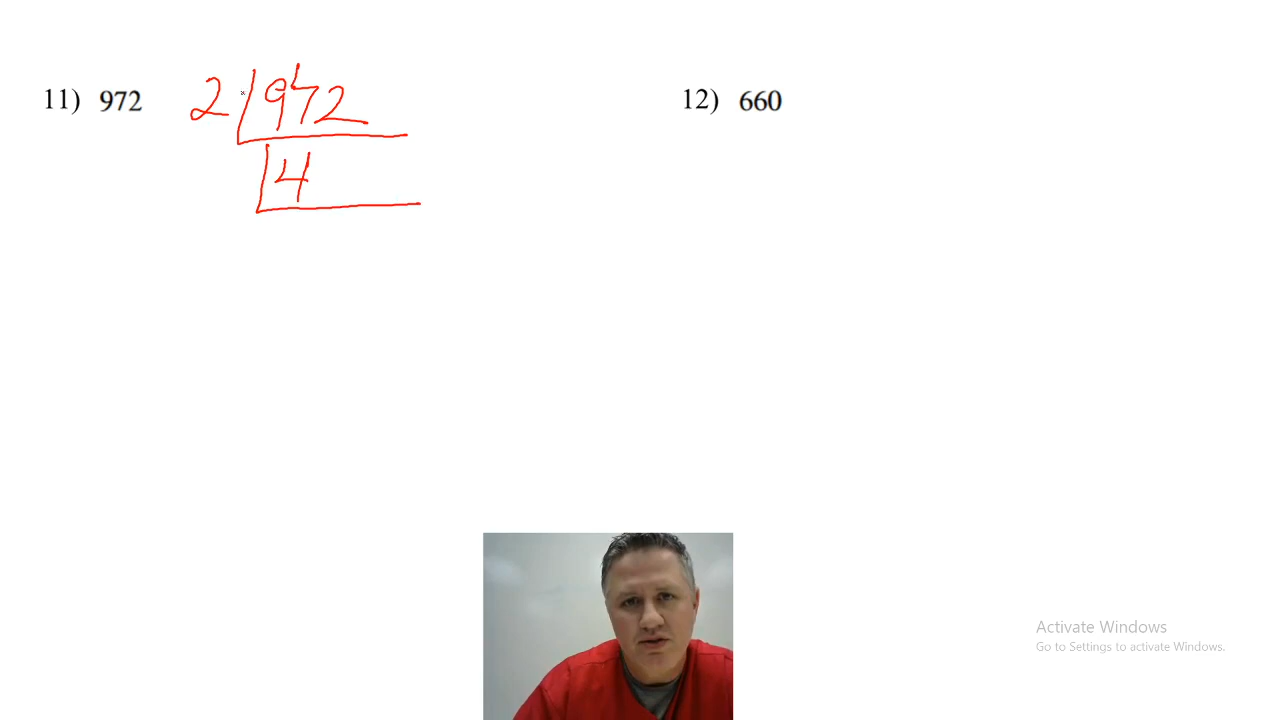 11) 972 2 972 12) 660
4
Activate Windows
Go to Settings to activate Windows.